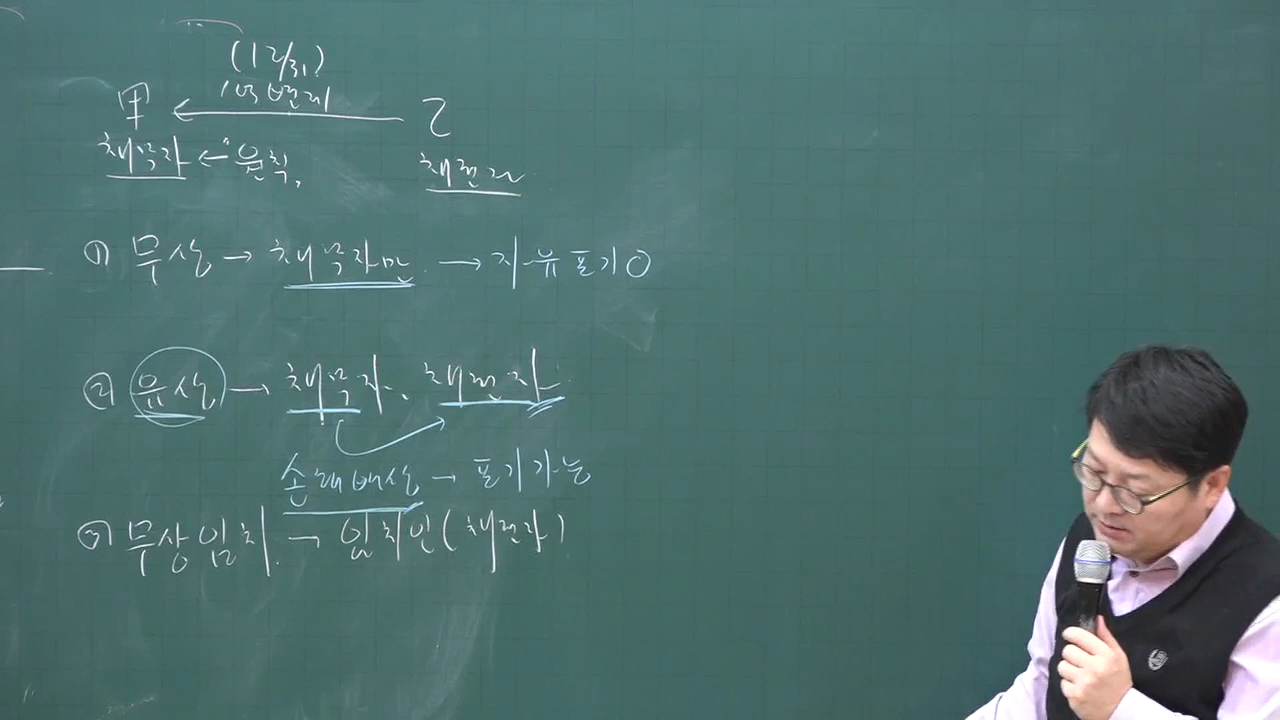 (12/31)
1억 변제
甲 ← 乙
채무자 ← "원칙. 채권자
① 무상 → 채무자만 → 자유포기 O
② 유상 → 채무자, 채권자
손해배상 → 포기가능
③ 무상임치. → 임치인(채권자)